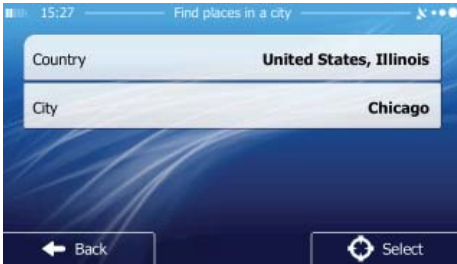 15:27 Find places in a city
Country United States, Illinois
City Chicago
Back Select